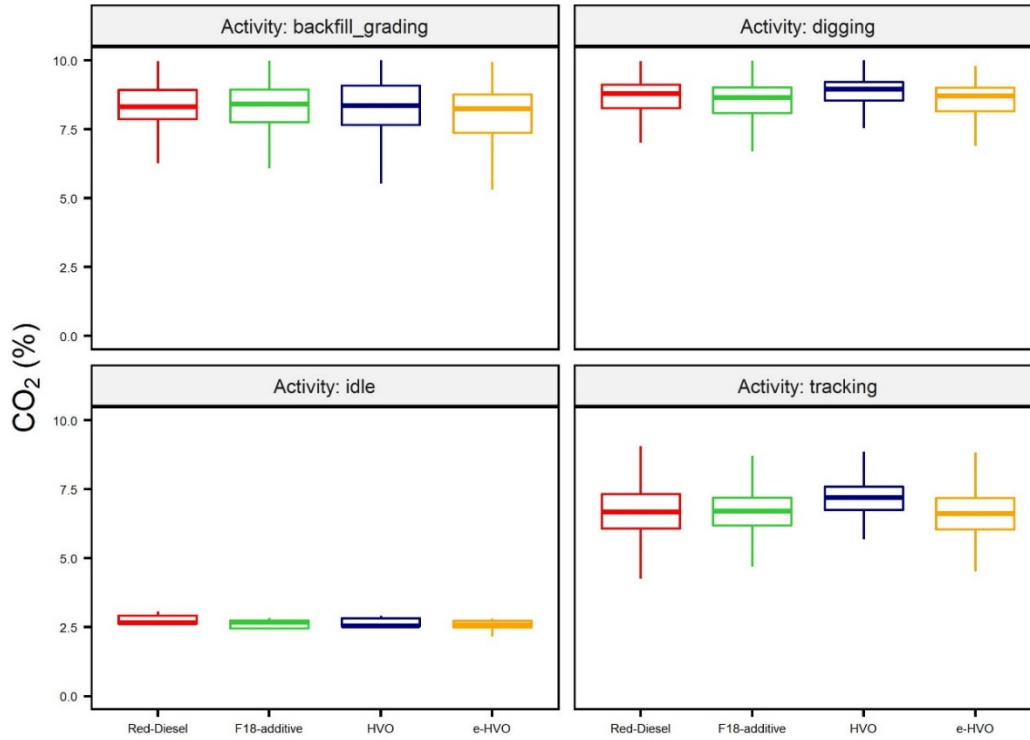 Activity: backfill_grading
Activity: digging
10.0
7.5
5.0
2.5
0.0
CO₂ (%)
Activity: idle
Activity: tracking
10.0
7.5
5.0
2.5
0.0
Red-Diesel F18-additive HVO e-HVO
Red-Diesel F18-additive HVO e-HVO